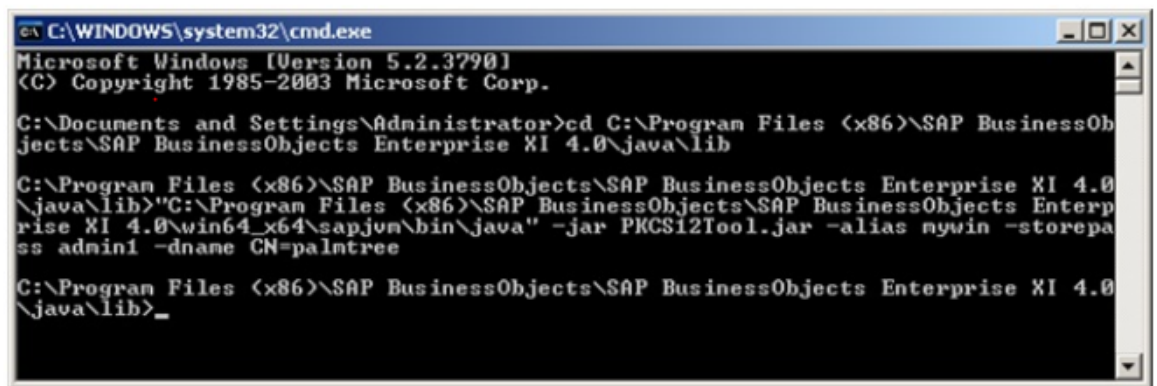 C:\WINDOWS\system32\cmd.exe
Microsoft Windows [Version 5.2.3790]
(C) Copyright 1985-2003 Microsoft Corp.
C:\Documents and Settings\Administrator>cd C:\Program Files (x86)\SAP BusinessOb
jects\SAP BusinessObjects Enterprise XI 4.0\java\lib
C:\Program Files (x86)\SAP BusinessObjects\SAP BusinessObjects Enterprise XI 4.0
\java\lib>"C:\Program Files (x86)\SAP BusinessObjects\SAP BusinessObjects Enterp
rise XI 4.0\win64_x64\sapjvm\bin\java" -jar PKCS12Tool.jar -alias mywin -storepa
ss admin1 -dname CN=palmtree
C:\Program Files (x86)\SAP BusinessObjects\SAP BusinessObjects Enterprise XI 4.0
\java\lib>_